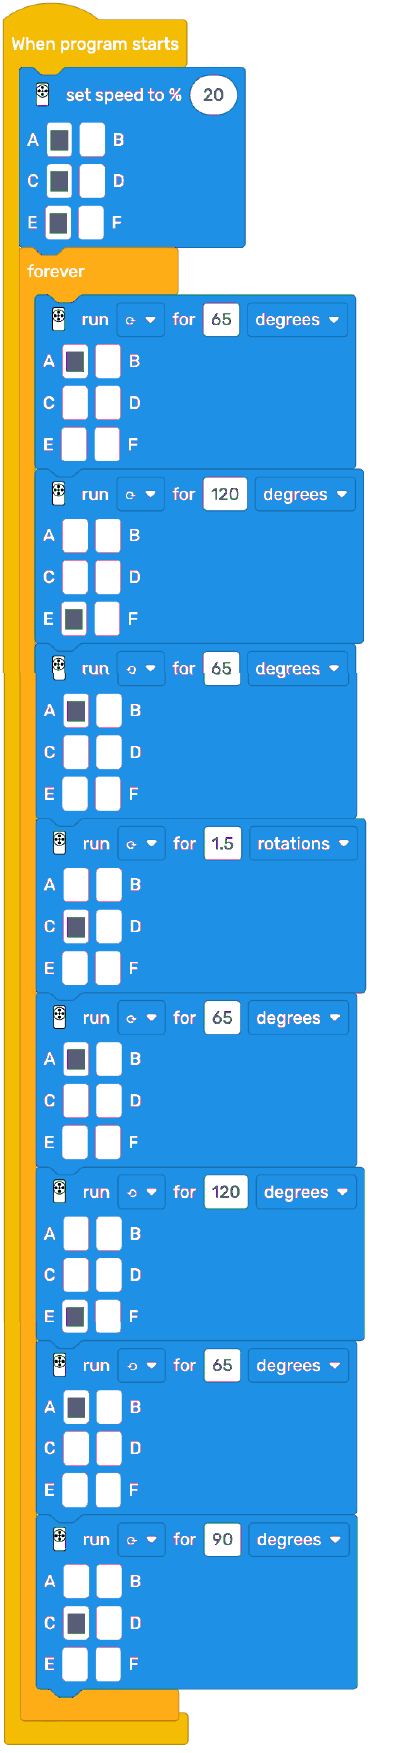 When program starts
set speed to % 20
A B
C D
E F
forever
run for 65 degrees
A B
C D
E F
run for 120 degrees
A B
C D
E F
run for 65 degrees
A B
C D
E F
run for 1.5 rotations
A B
C D
E F
run for 65 degrees
A B
C D
E F
run for 120 degrees
A B
C D
E F
run for 65 degrees
A B
C D
E F
run for 90 degrees
A B
C D
E F